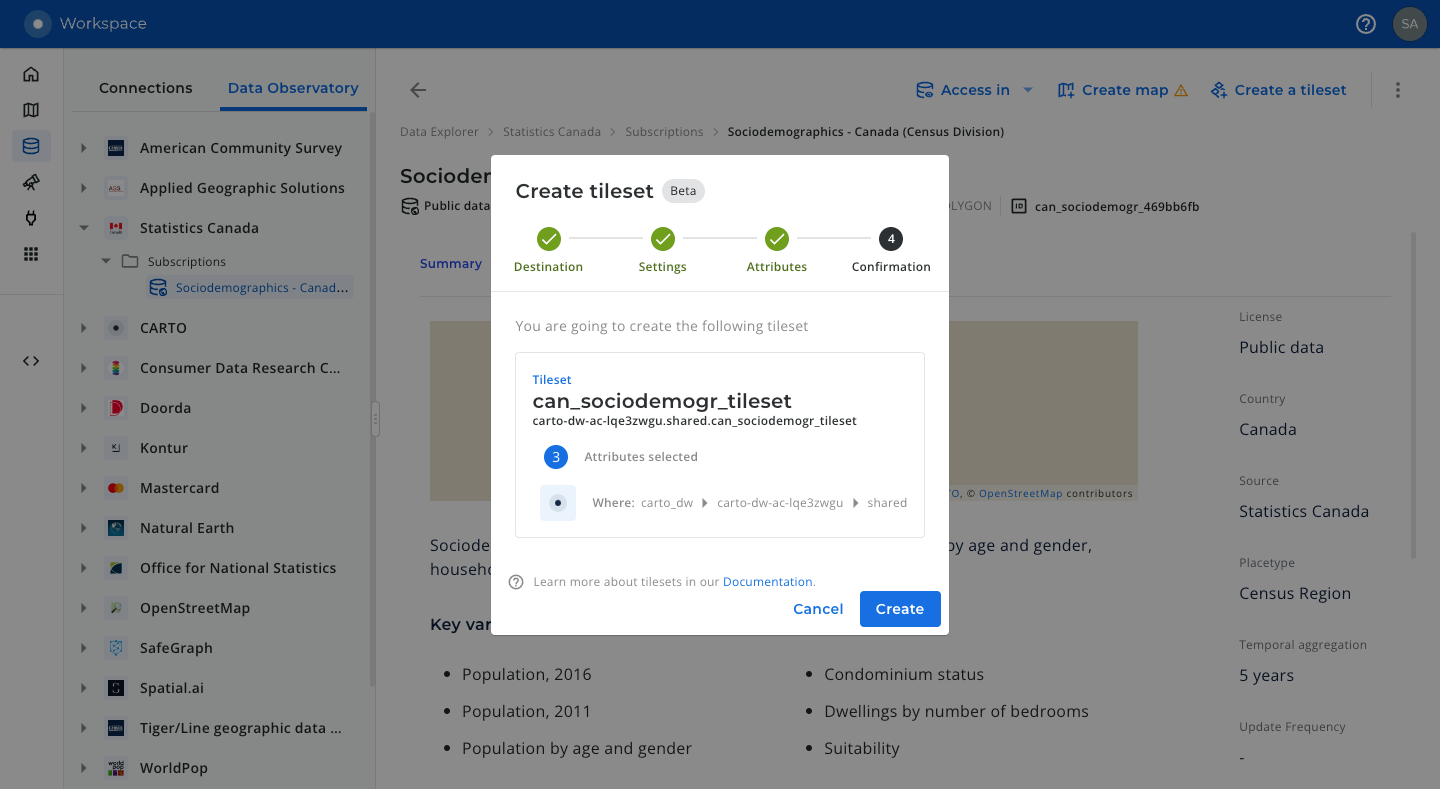 Workspace
SA
Connections
Data Observatory
American Community Survey
Applied Geographic Solutions
Statistics Canada
Subscriptions
Sociodemographics - Canad...
CARTO
Consumer Data Research C...
Doorda
Kontur
Mastercard
Natural Earth
Office for National Statistics
OpenStreetMap
SafeGraph
Spatial.ai
Tiger/Line geographic data ...
WorldPop
Access in
Create map
Create a tileset
Data Explorer > Statistics Canada > Subscriptions > Sociodemographics - Canada (Census Division)
Public data
can_sociodemogr_469bb6fb
Summary
Create tileset Beta
4
Destination
Settings
Attributes
Confirmation
You are going to create the following tileset
Tileset
can_sociodemogr_tileset
carto-dw-ac-lqe3zwgu.shared.can_sociodemogr_tileset
3 Attributes selected
Where: carto_dw carto-dw-ac-lqe3zwgu shared
Learn more about tilesets in our Documentation.
Cancel
Create
, © OpenStreetMap contributors
by age and gender,
Key
Population, 2016
Population, 2011
Population by age and gender
Condominium status
Dwellings by number of bedrooms
Suitability
License
Public data
Country
Canada
Source
Statistics Canada
Placetype
Census Region
Temporal aggregation
5 years
Update Frequency
-